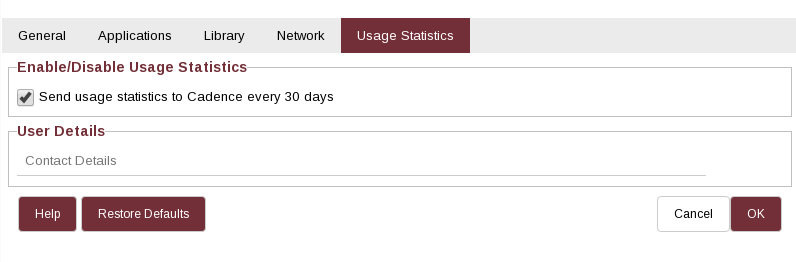 General Applications Library Network Usage Statistics
Enable/Disable Usage Statistics
Send usage statistics to Cadence every 30 days
User Details
Contact Details
Help Restore Defaults Cancel OK